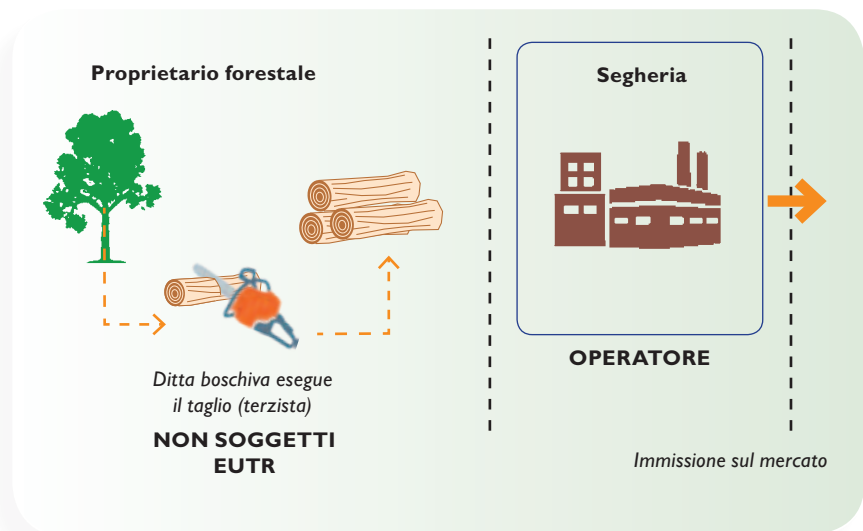 Proprietario forestale
Segheria
Ditta boschiva esegue
il taglio (terzista)
NON SOGGETTI
EUTR
OPERATORE
Immissione sul mercato